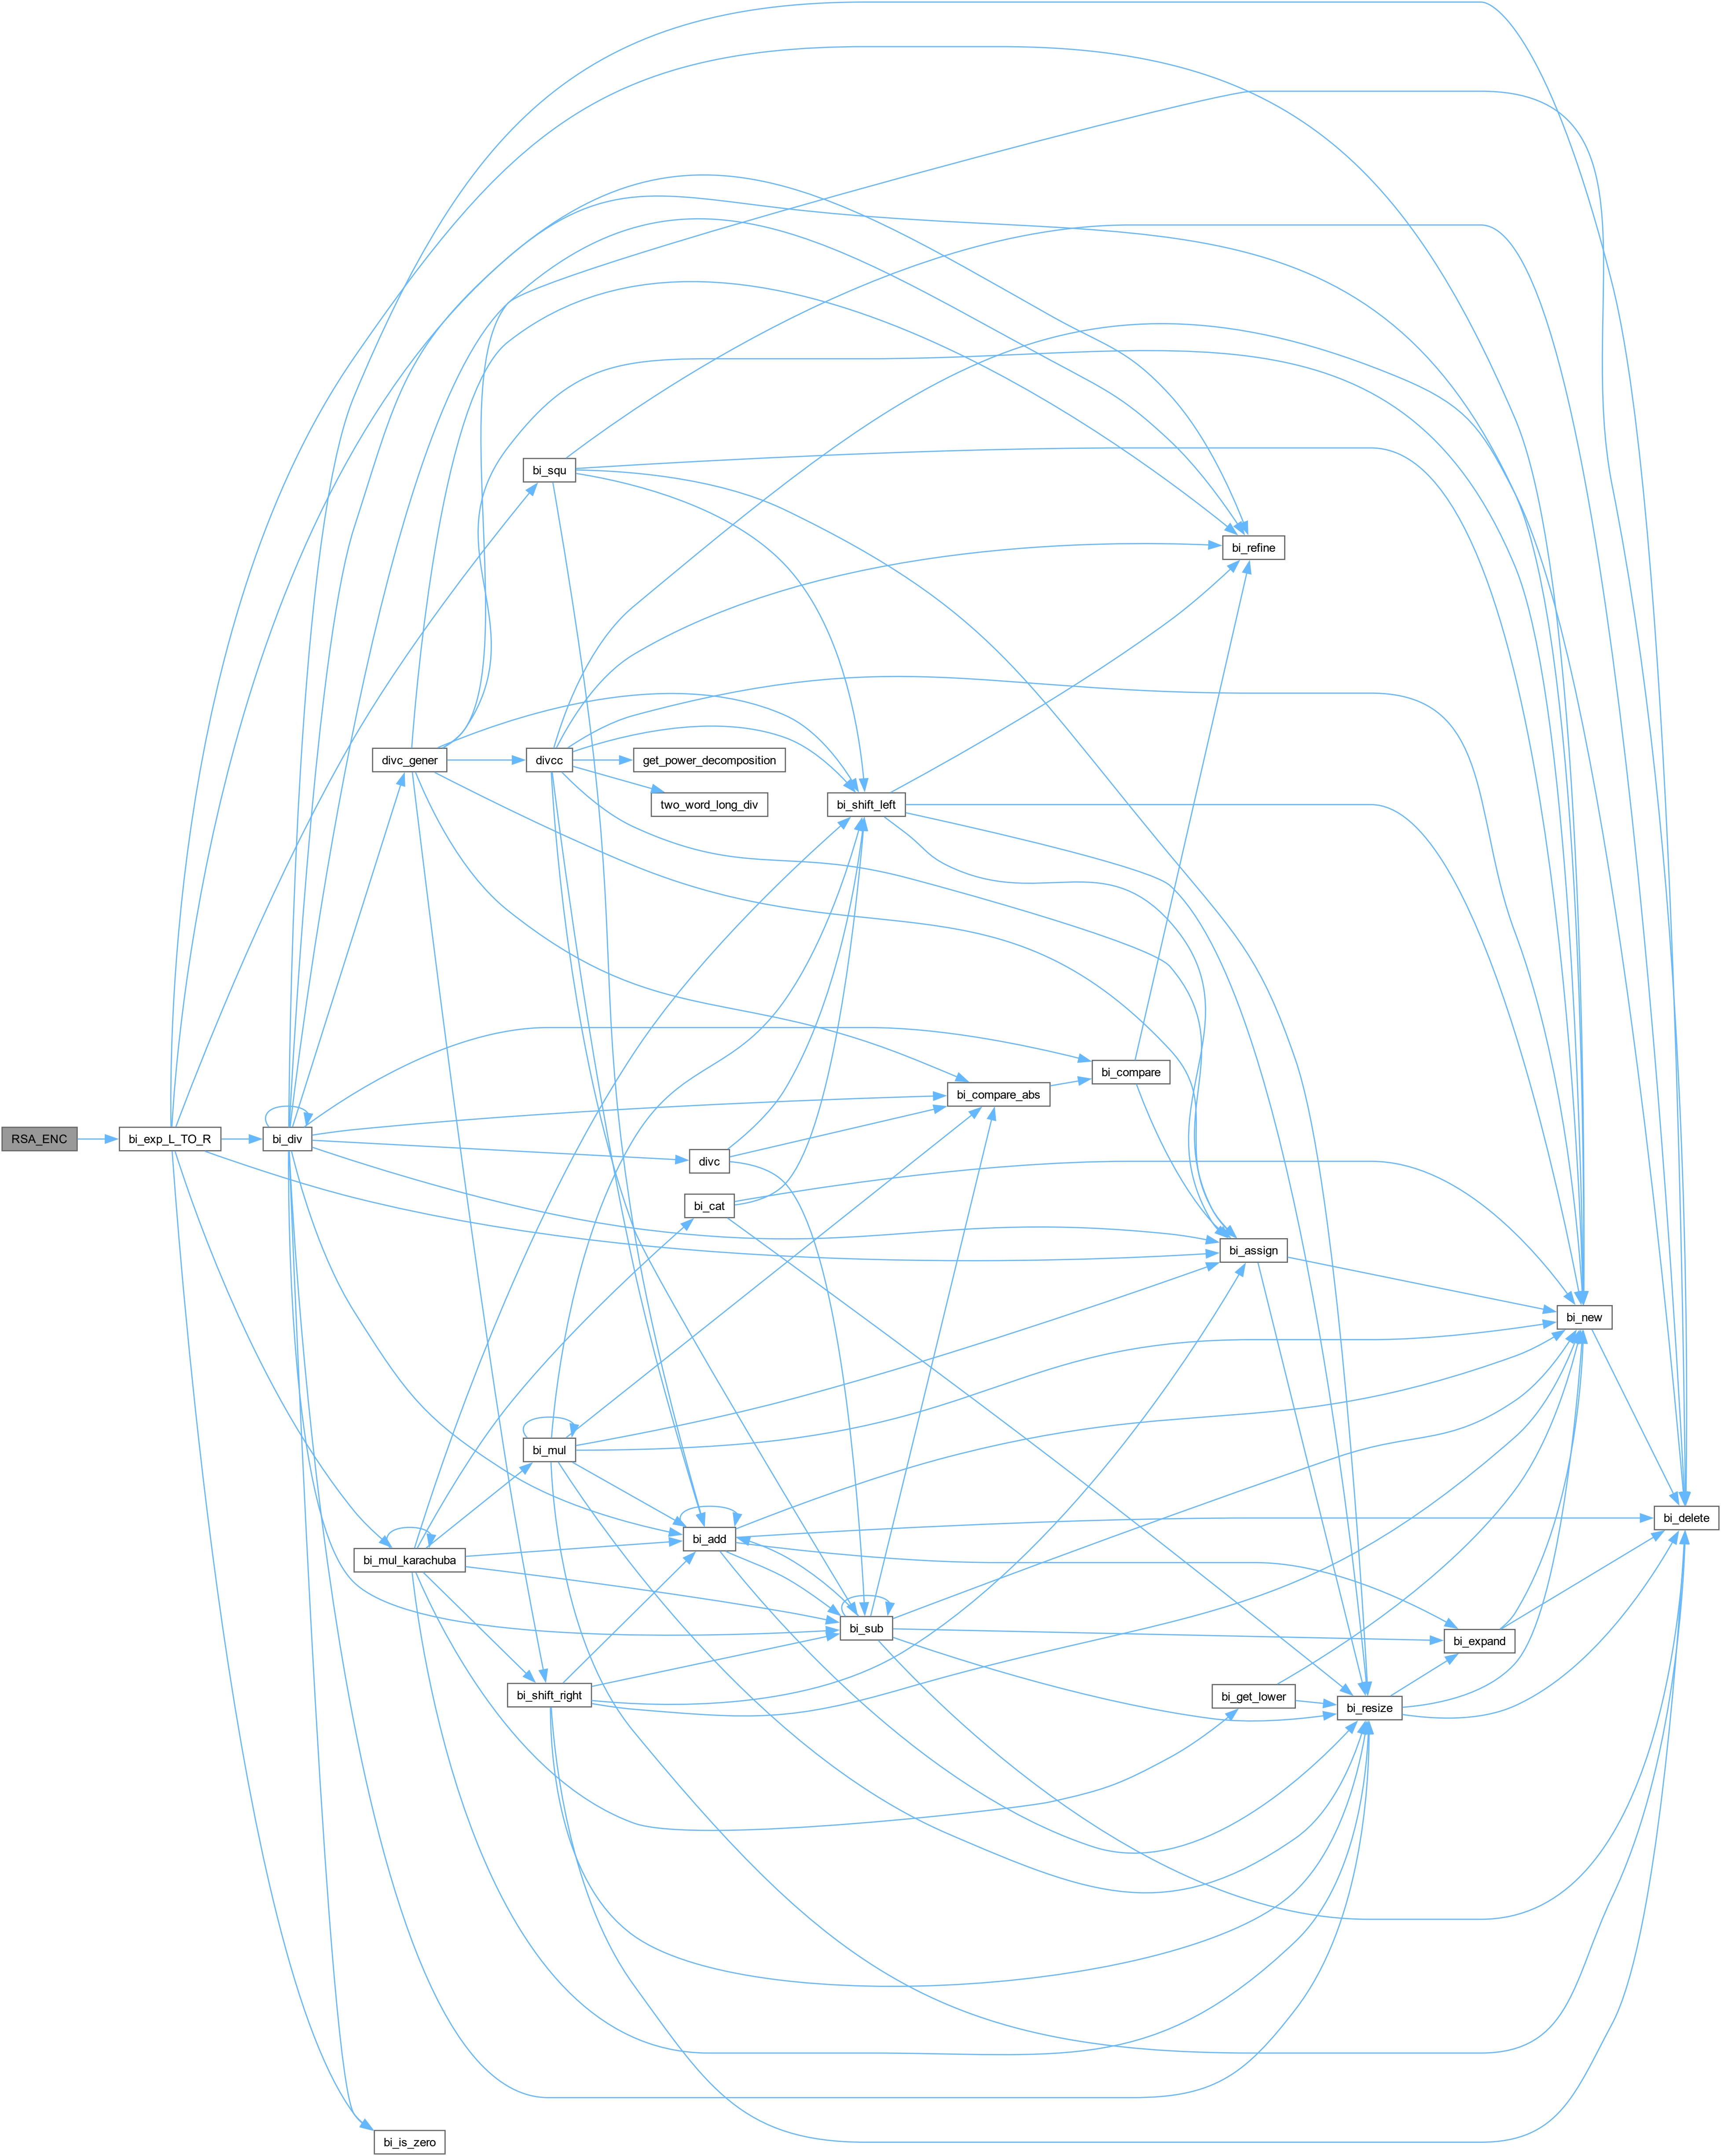 bi_squ
bi_refine
divc_gener
divcc
get_power_decomposition
two_word_long_div
bi_shift_left
bi_compare
bi_compare_abs
RSA_ENC
bi_exp_L_TO_R
bi_div
divc
bi_cat
bi_assign
bi_new
bi_mul
bi_delete
bi_add
bi_mul_karachuba
bi_sub
bi_expand
bi_shift_right
bi_get_lower
bi_resize
bi_is_zero